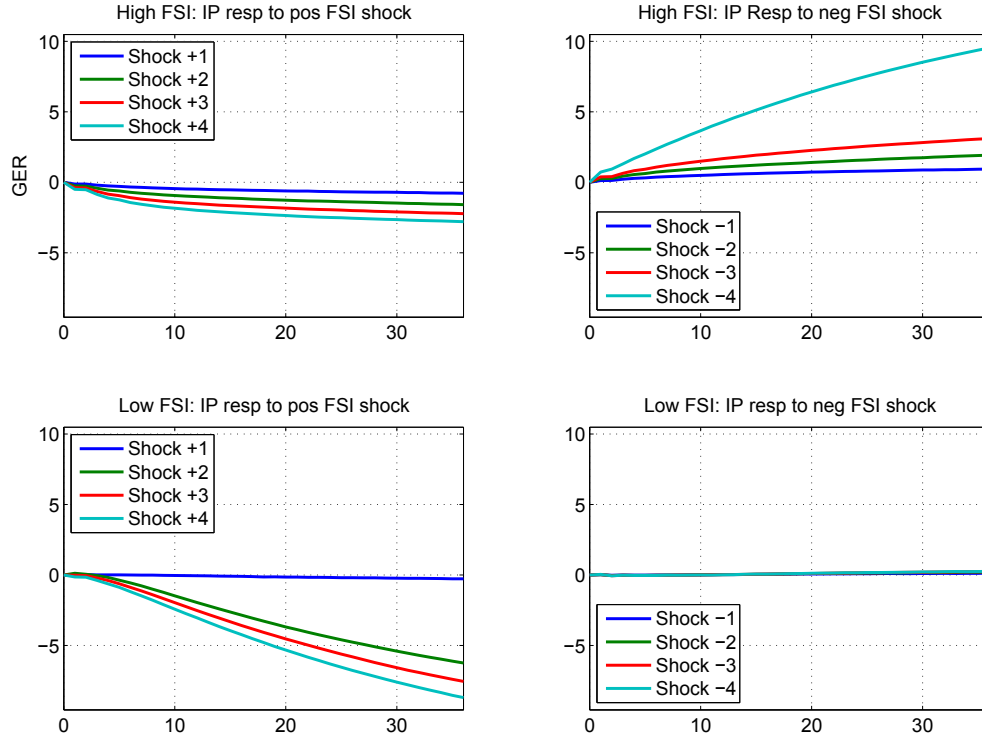 High FSI: IP resp to pos FSI shock
10
5
0
−5
GER
Shock +1
Shock +2
Shock +3
Shock +4
0 10 20 30
High FSI: IP Resp to neg FSI shock
10
5
0
−5
Shock −1
Shock −2
Shock −3
Shock −4
0 10 20 30
Low FSI: IP resp to pos FSI shock
10
5
0
−5
Shock +1
Shock +2
Shock +3
Shock +4
0 10 20 30
Low FSI: IP resp to neg FSI shock
10
5
0
−5
Shock −1
Shock −2
Shock −3
Shock −4
0 10 20 30